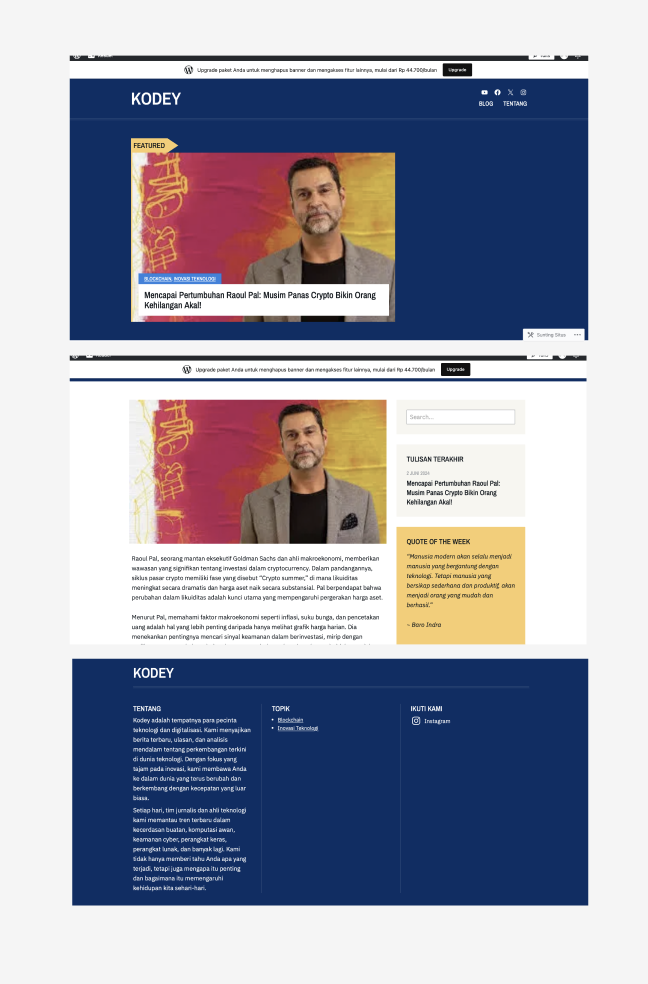 Upgrade paket Anda untuk menghapus banner dan mengakses fitur lainnya, mulai dari Rp 44.700/bulan
Upgrade
KODEY
BLOG TENTANG
FEATURED
BLOCKCHAIN, INOVASI TEKNOLOGI
Mencapai Pertumbuhan Raoul Pal: Musim Panas Crypto Bikin Orang
Kehilangan Akal!
Sunting Situs
Upgrade paket Anda untuk menghapus banner dan mengakses fitur lainnya, mulai dari Rp 44.700/bulan
Upgrade
Raoul Pal, seorang mantan eksekutif Goldman Sachs dan ahli makroekonomi, memberikan
wawasan yang signifikan tentang investasi dalam cryptocurrency. Dalam pandangannya,
siklus pasar crypto memiliki fase yang disebut “Crypto summer,” di mana likuiditas
meningkat secara dramatis dan harga aset naik secara substansial. Pal berpendapat bahwa
perubahan dalam likuiditas adalah kunci utama yang mempengaruhi pergerakan harga aset.
Menurut Pal, memahami faktor makroekonomi seperti inflasi, suku bunga, dan pencetakan
uang adalah hal yang lebih penting daripada hanya melihat grafik harga harian. Dia
menekankan pentingnya mencari sinyal keamanan dalam berinvestasi, mirip dengan
Search...
TULISAN TERAKHIR
2 JUNI 2024
Mencapai Pertumbuhan Raoul Pal:
Musim Panas Crypto Bikin Orang
Kehilangan Akal!
QUOTE OF THE WEEK
“Manusia modern akan selalu menjadi
manusia yang bergantung dengan
teknologi. Tetapi manusia yang
bersikap sederhana dan produktif, akan
menjadi orang yang mudah dan
berhasil.”
~ Baro Indra
KODEY
TENTANG
Kodey adalah tempatnya para pecinta
teknologi dan digitalisasi. Kami menyajikan
berita terbaru, ulasan, dan analisis
mendalam tentang perkembangan terkini
di dunia teknologi. Dengan fokus yang
tajam pada inovasi, kami membawa Anda
ke dalam dunia yang terus berubah dan
berkembang dengan kecepatan yang luar
biasa.
Setiap hari, tim jurnalis dan ahli teknologi
kami memantau tren terbaru dalam
kecerdasan buatan, komputasi awan,
keamanan cyber, perangkat keras,
perangkat lunak, dan banyak lagi. Kami
tidak hanya memberi tahu Anda apa yang
terjadi, tetapi juga mengapa itu penting
dan bagaimana itu memengaruhi
kehidupan kita sehari-hari.
TOPIK
Blockchain
Inovasi Teknologi
IKUTI KAMI
Instagram